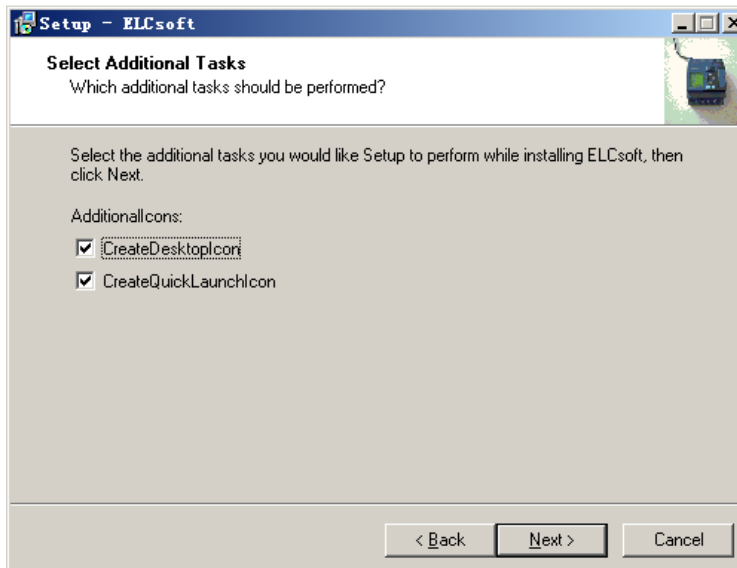 Setup - ELCsoft
Select Additional Tasks
Which additional tasks should be performed?
Select the additional tasks you would like Setup to perform while installing ELCsoft, then
click Next.
AdditionalIcons:
CreateDesktopIcon
CreateQuickLaunchIcon
< Back
Next >
Cancel